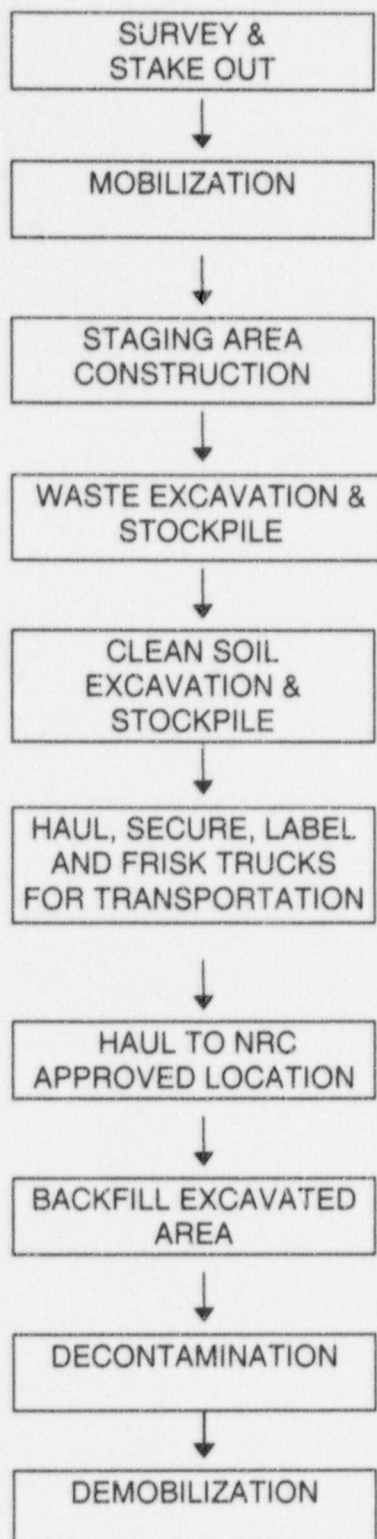 SURVEY &
STAKE OUT
MOBILIZATION
STAGING AREA
CONSTRUCTION
WASTE EXCAVATION &
STOCKPILE
CLEAN SOIL
EXCAVATION &
STOCKPILE
HAUL, SECURE, LABEL
AND FRISK TRUCKS
FOR TRANSPORTATION
HAUL TO NRC
APPROVED LOCATION
BACKFILL EXCAVATED
AREA
DECONTAMINATION
DEMOBILIZATION